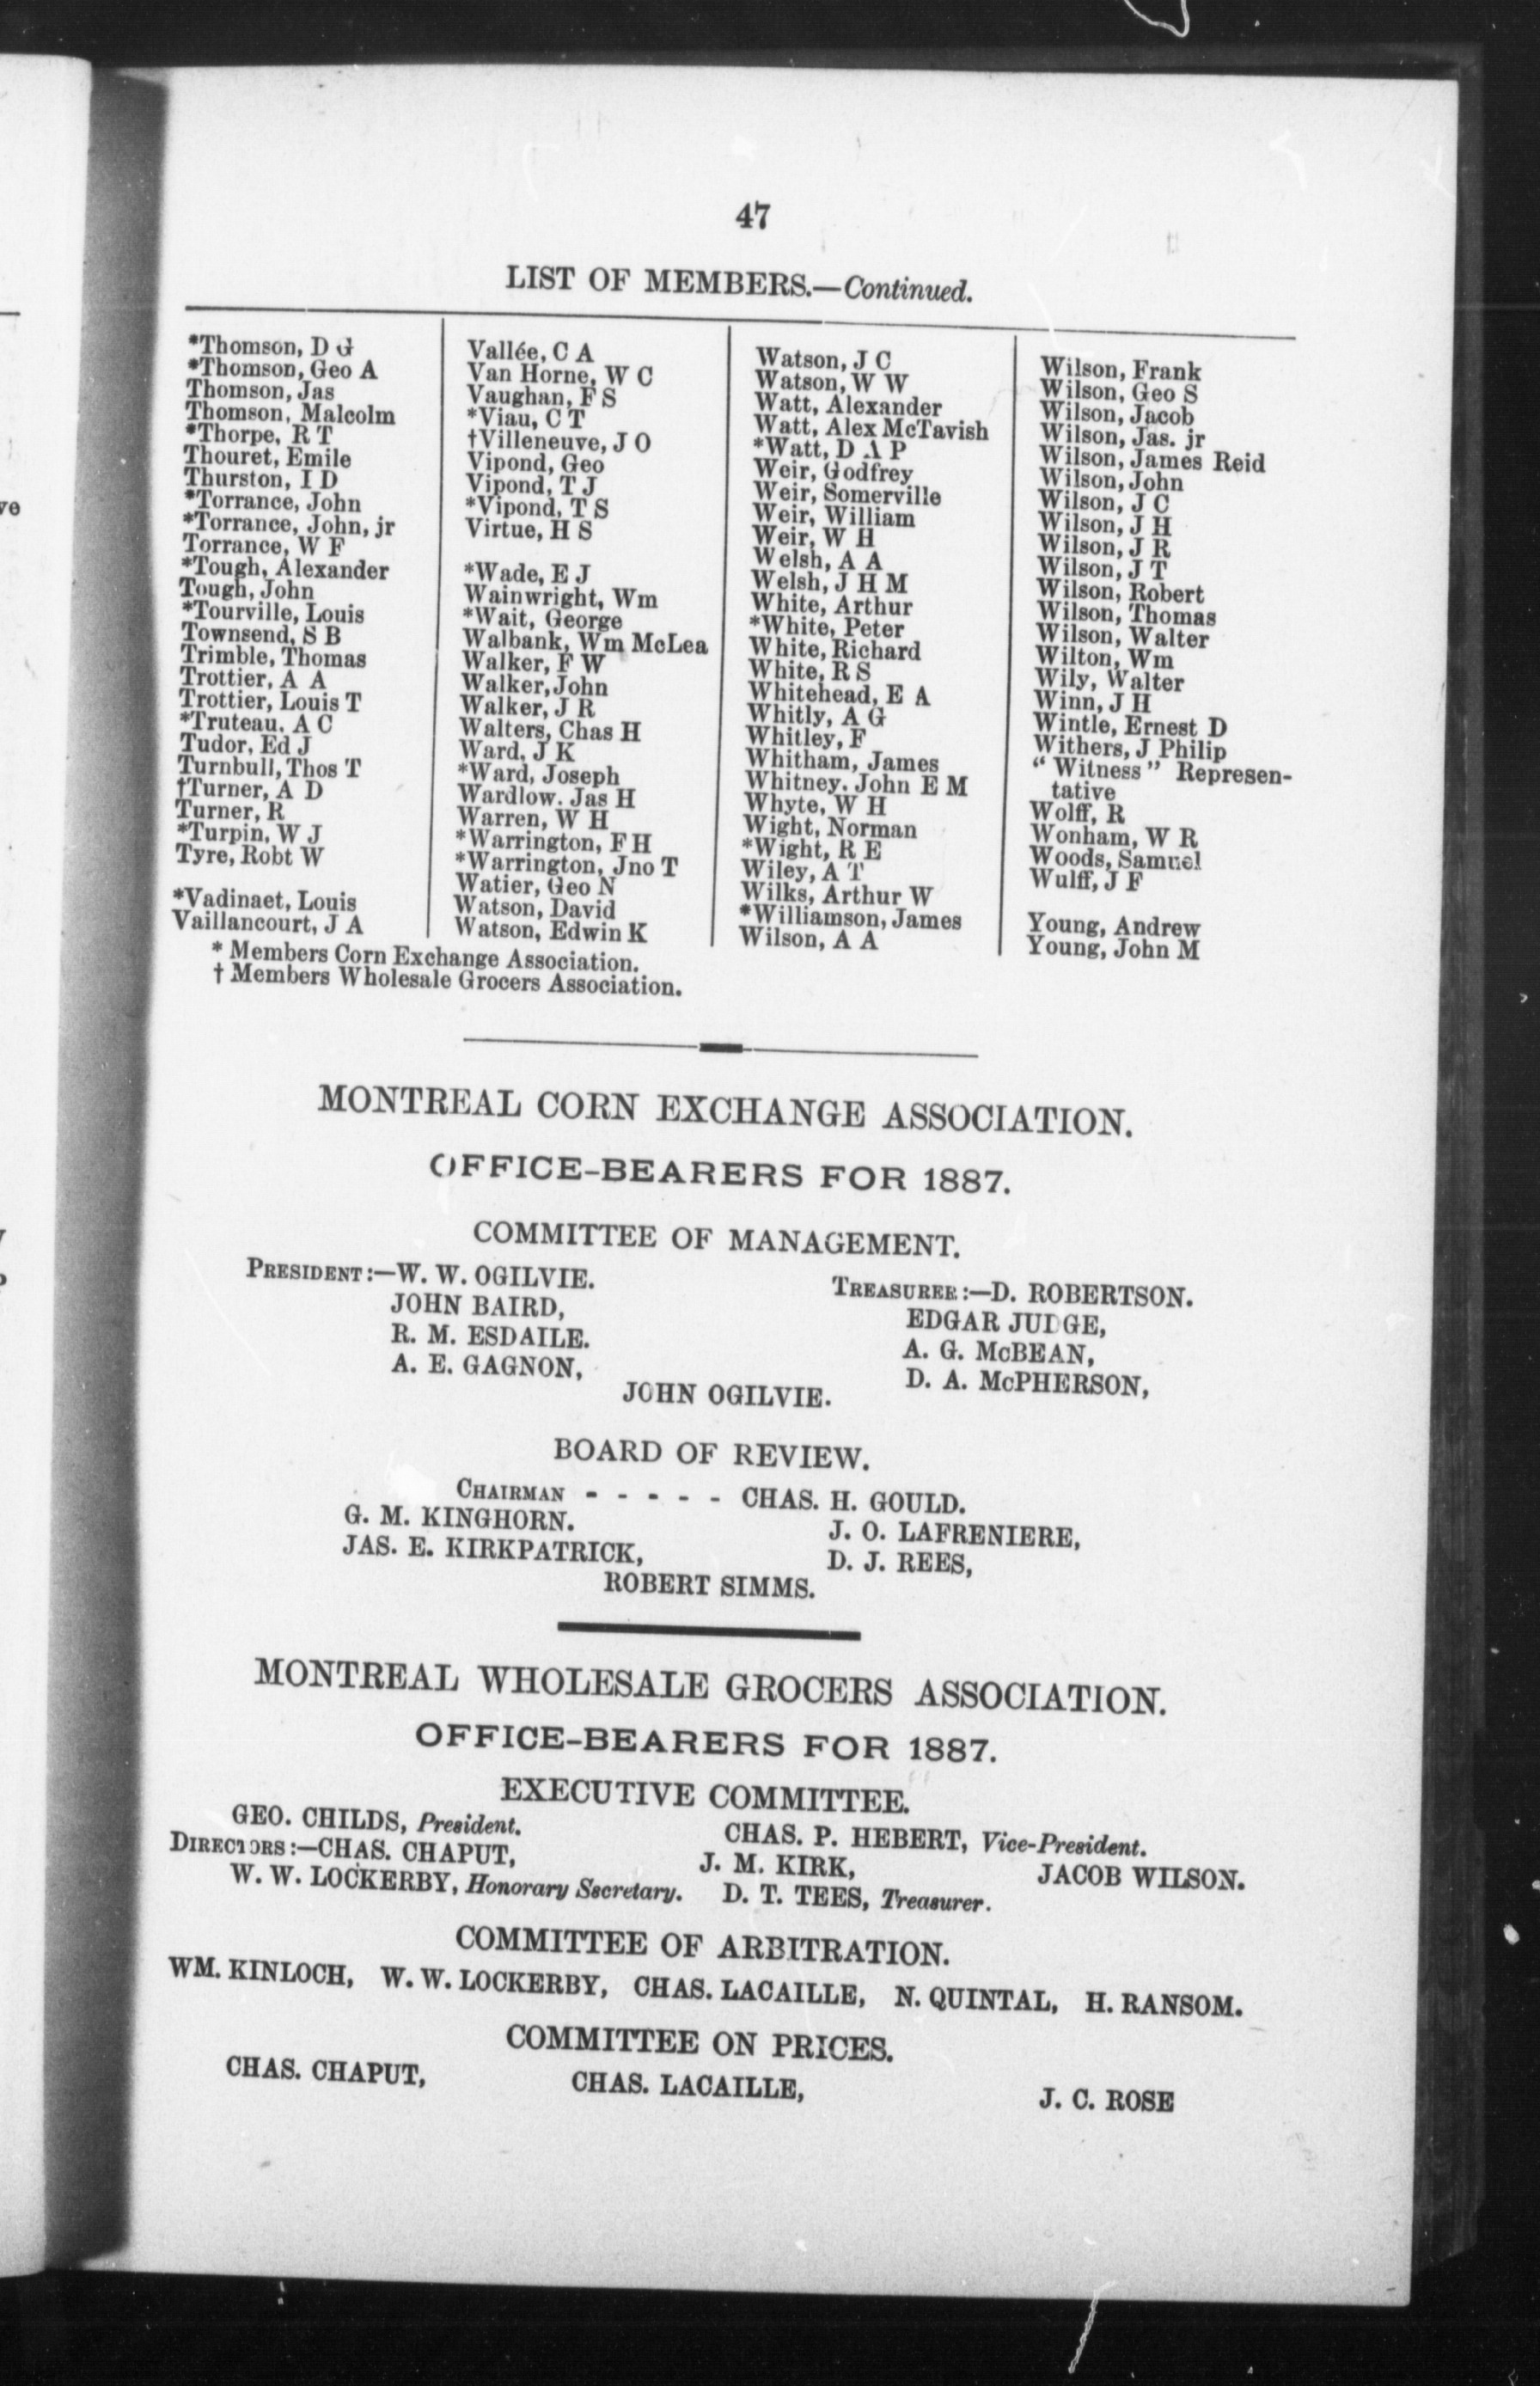 47
LIST OF MEMBERS.—Continued.
*Thomson, D G
*Thomson, Geo A
Thomson, Jas
Thomson, Malcolm
*Thorpe, R T
Thouret, Emile
Thurston, I D
*Torrance, John
*Torrance, John, jr
Torrance, W F
*Tough, Alexander
Tough, John
*Tourville, Louis
Townsend, S B
Trimble, Thomas
Trottier, A A
Trottier, Louis T
*Truteau, A C
Tudor, Ed J
Turnbull, Thos T
†Turner, A D
Turner, R
*Turpin, W J
Tyre, Robt W
*Vadinaet, Louis
Vaillancourt, J A
Vallée, C A
Van Horne, W C
Vaughan, F S
*Viau, C T
†Villeneuve, J O
Vipond, Geo
Vipond, T J
*Vipond, T S
Virtue, H S
*Wade, E J
Wainwright, Wm
*Wait, George
Walbank, Wm McLea
Walker, F W
Walker, John
Walker, J R
Walters, Chas H
Ward, J K
*Ward, Joseph
Wardlow. Jas H
Warren, W H
*Warrington, F H
*Warrington, Jno T
Watier, Geo N
Watson, David
Watson, Edwin K
Watson, J C
Watson, W W
Watt, Alexander
Watt, Alex McTavish
*Watt, D A P
Weir, Godfrey
Weir, Somerville
Weir, William
Weir, W H
Welsh, A A
Welsh, J H M
White, Arthur
*White, Peter
White, Richard
White, R S
Whitehead, E A
Whitly, A G
Whitley, F
Whitham, James
Whitney. John E M
Whyte, W H
Wight, Norman
*Wight, R E
Wiley, A T
Wilks, Arthur W
*Williamson, James
Wilson, A A
Wilson, Frank
Wilson, Geo S
Wilson, Jacob
Wilson, Jas. jr
Wilson, James Reid
Wilson, John
Wilson, J C
Wilson, J H
Wilson, J R
Wilson, J T
Wilson, Robert
Wilson, Thomas
Wilson, Walter
Wilton, Wm
Wily, Walter
Winn, J H
Wintle, Ernest D
Withers, J Philip
“ Witness ” Represen-
tative
Wolff, R
Wonham, W R
Woods, Samuel
Wulff, J F
Young, Andrew
Young, John M
* Members Corn Exchange Association.
† Members Wholesale Grocers Association.
MONTREAL CORN EXCHANGE ASSOCIATION.
OFFICE-BEARERS FOR 1887.
COMMITTEE OF MANAGEMENT.
PRESIDENT:—W. W. OGILVIE. TREASURER:—D. ROBERTSON.
JOHN BAIRD, EDGAR JUDGE,
R. M. ESDAILE. A. G. McBEAN,
A. E. GAGNON, D. A. McPHERSON,
JOHN OGILVIE.
BOARD OF REVIEW.
CHAIRMAN - - - - - CHAS. H. GOULD.
G. M. KINGHORN. J. O. LAFRENIERE,
JAS. E. KIRKPATRICK, D. J. REES,
ROBERT SIMMS.
MONTREAL WHOLESALE GROCERS ASSOCIATION.
OFFICE-BEARERS FOR 1887.
EXECUTIVE COMMITTEE.
GEO. CHILDS, President. CHAS. P. HEBERT, Vice-President.
DIRECTORS:—CHAS. CHAPUT, J. M. KIRK, JACOB WILSON.
W. W. LOCKERBY, Honorary Secretary. D. T. TEES, Treasurer.
COMMITTEE OF ARBITRATION.
WM. KINLOCH, W. W. LOCKERBY, CHAS. LACAILLE, N. QUINTAL, H. RANSOM.
COMMITTEE ON PRICES.
CHAS. CHAPUT, CHAS. LACAILLE, J. C. ROSE